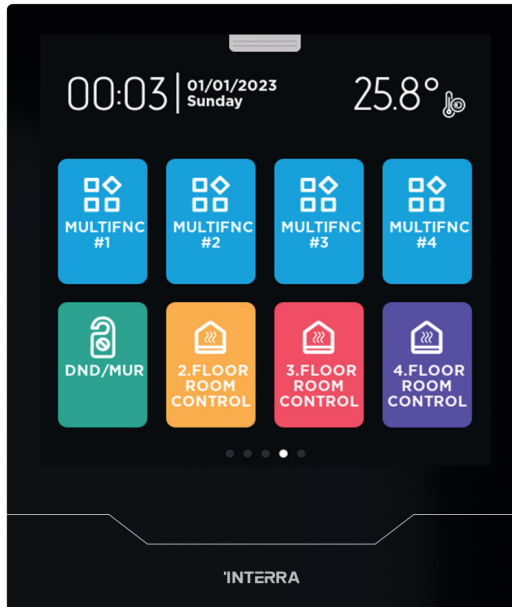 00:03
01/01/2023
Sunday
25.8°
MULTIFNC
#1
MULTIFNC
#2
MULTIFNC
#3
MULTIFNC
#4
DND/MUR
2.FLOOR
ROOM
CONTROL
3.FLOOR
ROOM
CONTROL
4.FLOOR
ROOM
CONTROL
INTERRA